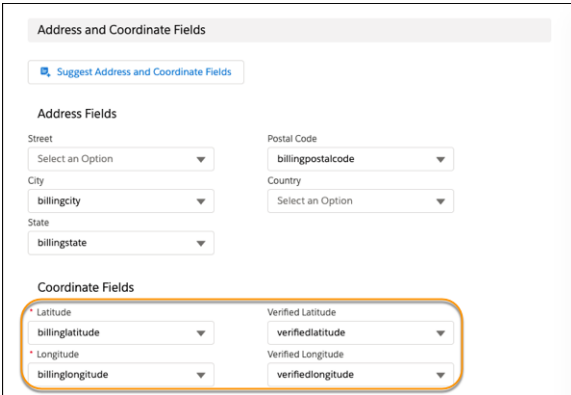 Address and Coordinate Fields
Suggest Address and Coordinate Fields
Address Fields
Street Postal Code
Select an Option billingpostalcode
City Country
billingcity Select an Option
State
billingstate
Coordinate Fields
* Latitude Verified Latitude
billinglatitude verifiedlatitude
* Longitude Verified Longitude
billinglongitude verifiedlongitude